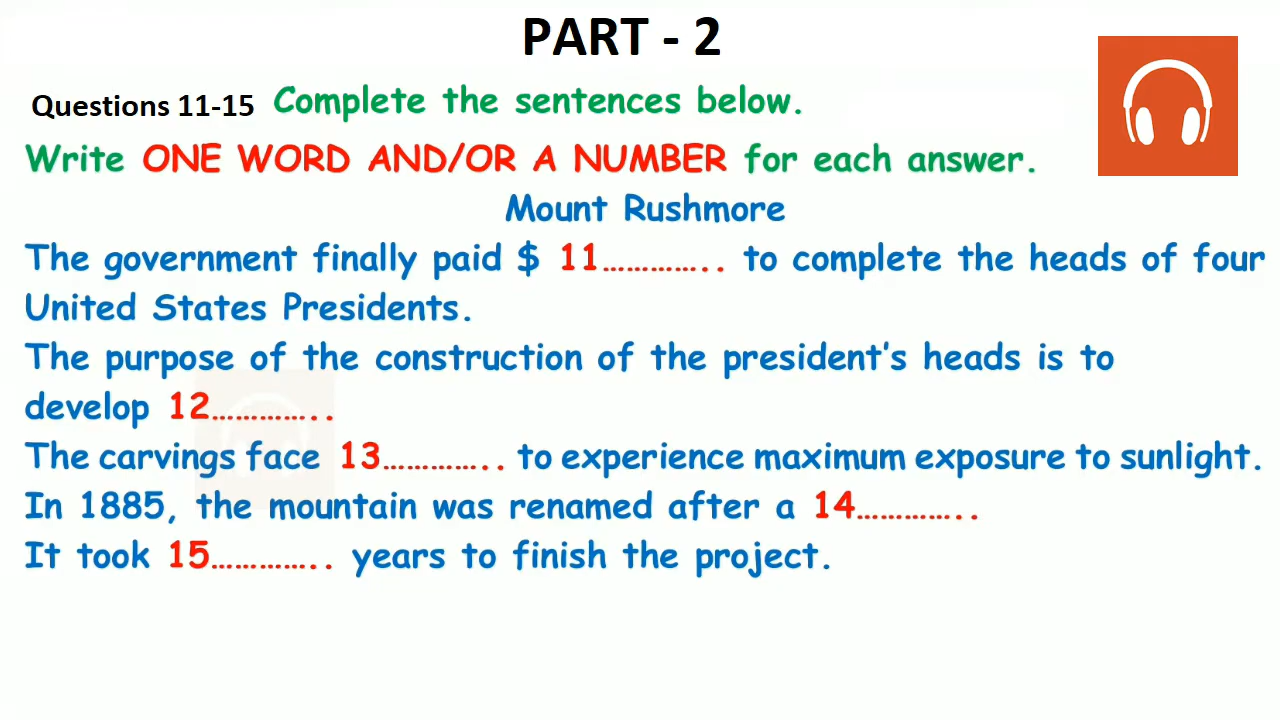 PART - 2
Questions 11-15 Complete the sentences below.
Write ONE WORD AND/OR A NUMBER for each answer.
Mount Rushmore
The government finally paid $ 11………….. to complete the heads of four
United States Presidents.
The purpose of the construction of the president's heads is to
develop 12…………..
The carvings face 13………….. to experience maximum exposure to sunlight.
In 1885, the mountain was renamed after a 14…………..
It took 15………….. years to finish the project.